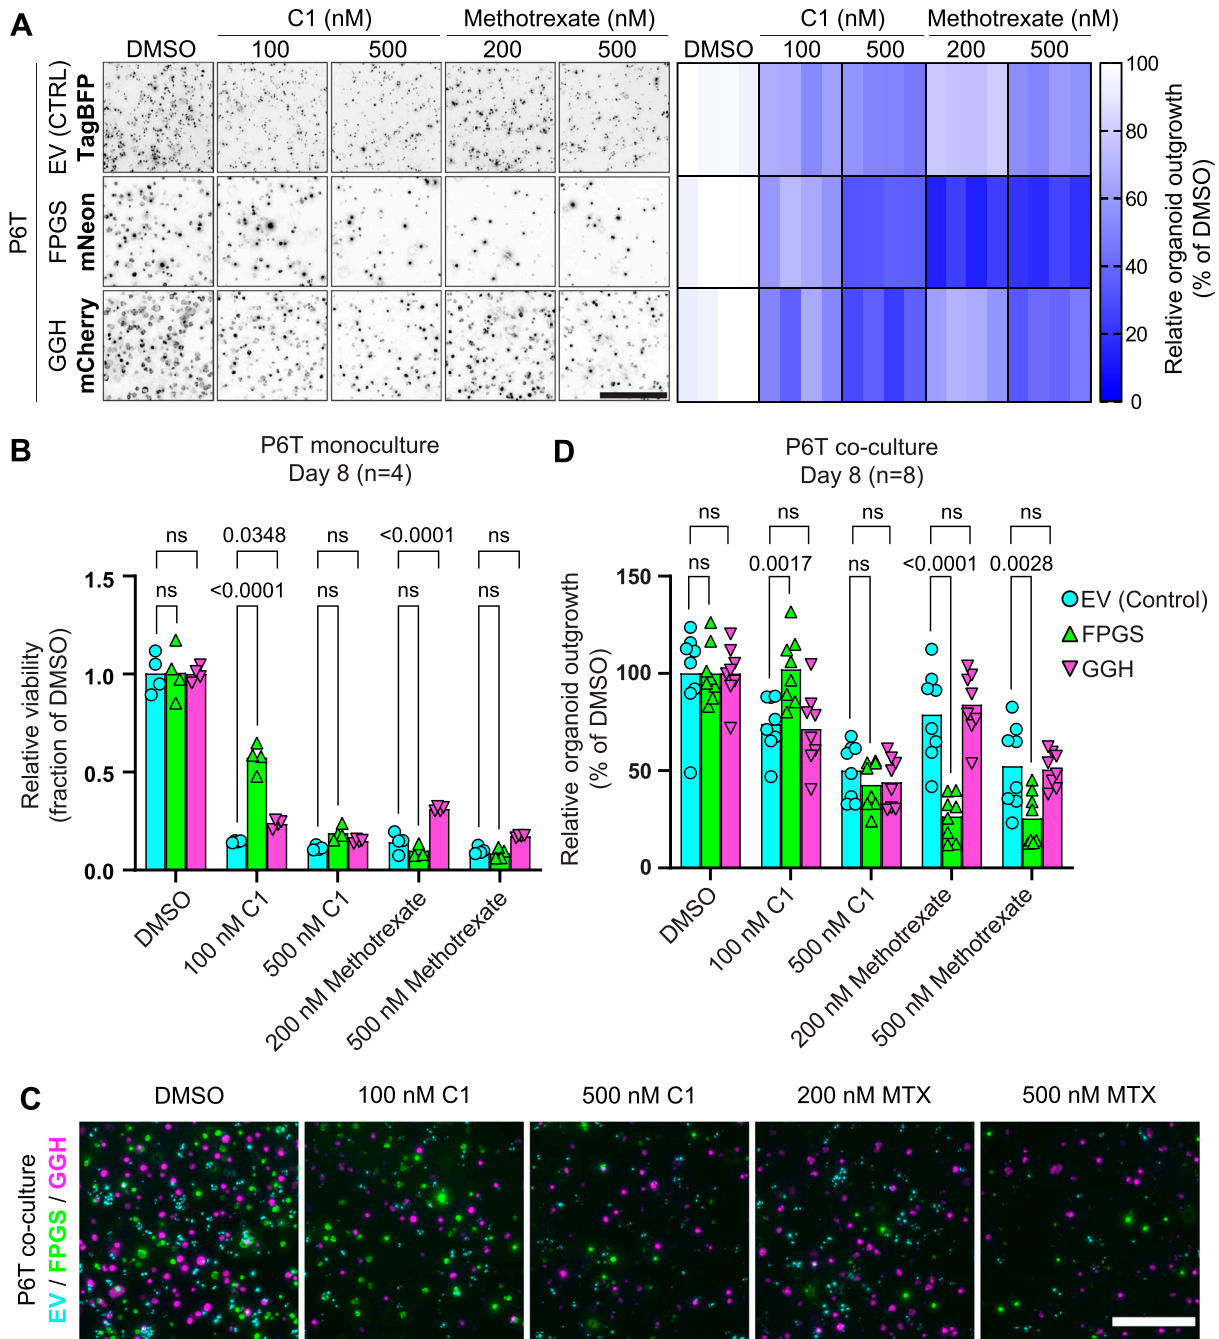 A
C1 (nM) Methotrexate (nM) C1 (nM) Methotrexate (nM)
DMSO 100 500 200 500 DMSO 100 500 200 500
P6T
EV (CTRL)
TagBFP
FPGS
mNeon
GGH
mCherry
100
80
60
40
20
0
Relative organoid outgrowth
(% of DMSO)
B
P6T monoculture
Day 8 (n=4)
ns 0.0348 ns <0.0001 ns
ns <0.0001 ns ns ns
Relative viability
(fraction of DMSO)
1.5
1.0
0.5
0.0
DMSO
100 nM C1
500 nM C1
200 nM Methotrexate
500 nM Methotrexate
D
P6T co-culture
Day 8 (n=8)
ns ns ns ns ns
ns 0.0017 ns <0.0001 0.0028
Relative organoid outgrowth
(% of DMSO)
150
100
50
0
DMSO
100 nM C1
500 nM C1
200 nM Methotrexate
500 nM Methotrexate
EV (Control)
FPGS
GGH
C
DMSO 100 nM C1 500 nM C1 200 nM MTX 500 nM MTX
P6T co-culture
EV / FPGS / GGH